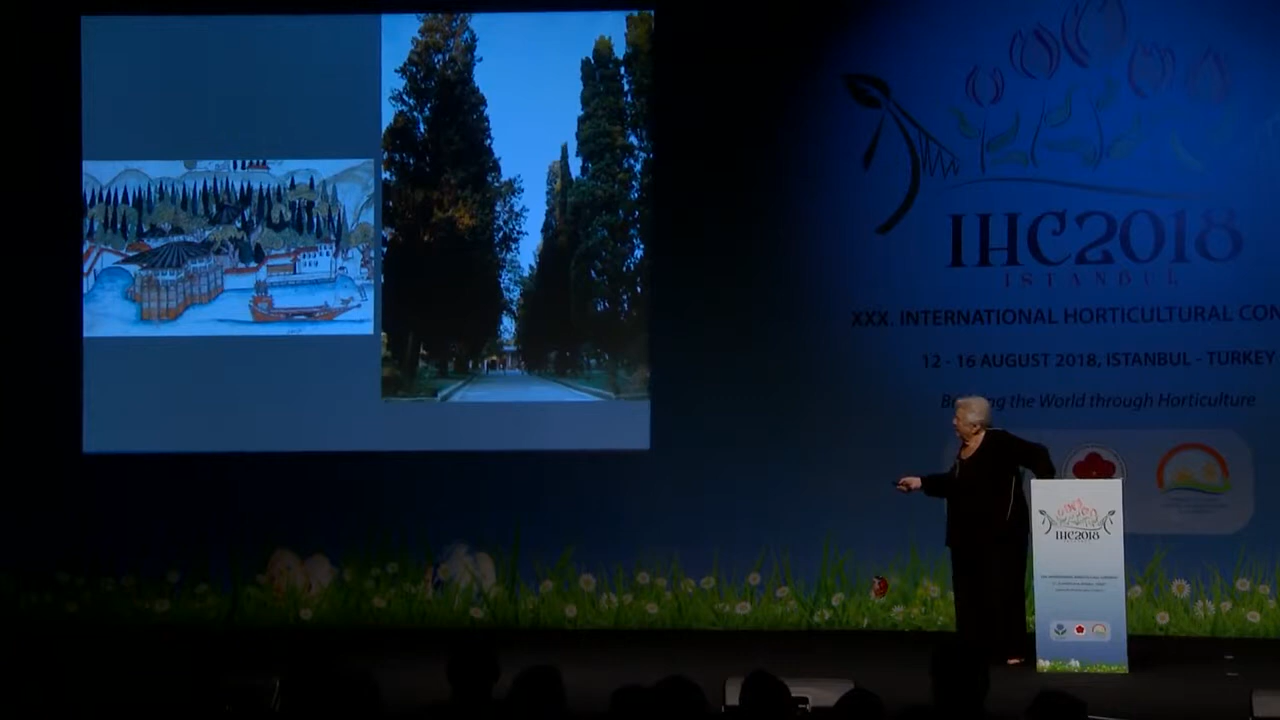 IHC2018
ISTANBUL
XXX. INTERNATIONAL HORTICULTURAL CON
12 - 16 AUGUST 2018, ISTANBUL - TURKEY
the World through Horticulture
IHC2018